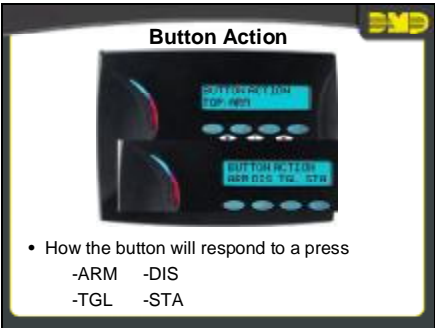 DMP
Button Action
BUTTON ACTION
TOP ARM
BUTTON ACTION
ARM DIS TGL STA
• How the button will respond to a press
-ARM -DIS
-TGL -STA